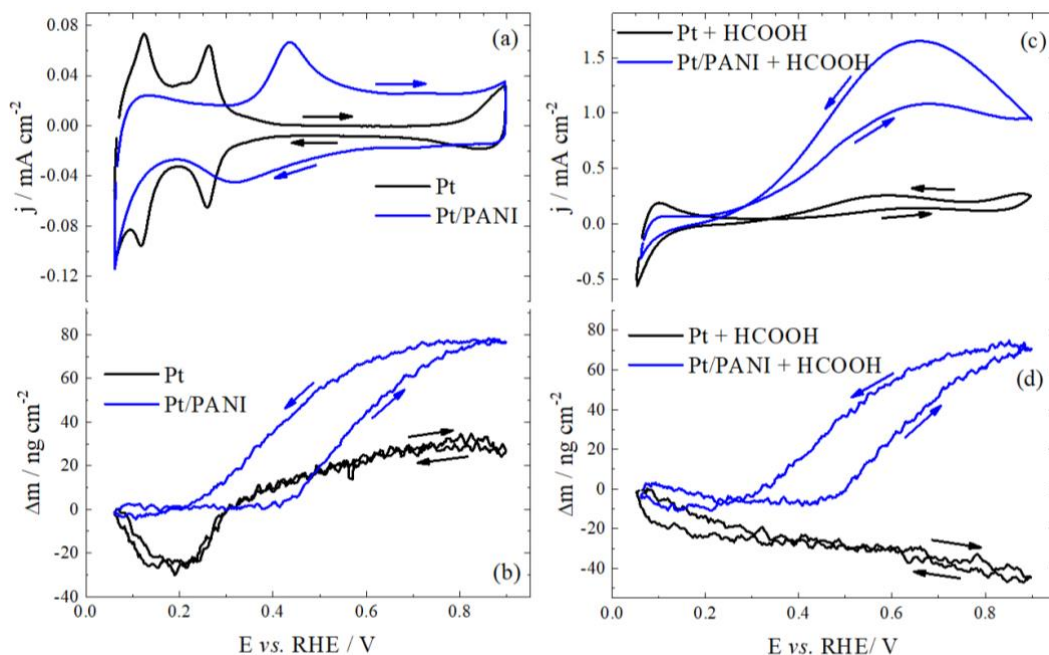 (a)
0.08
0.04
0.00
-0.04
-0.08
-0.12
j / mA cm-2
Pt
Pt/PANI
(c)
Pt + HCOOH
Pt/PANI + HCOOH
1.5
1.0
0.5
0.0
-0.5
j / mA cm-2
80
60
40
20
0
-20
-40
Δm / ng cm-2
Pt
Pt/PANI
(b)
0.0 0.2 0.4 0.6 0.8
E vs. RHE/ V
80
60
40
20
0
-20
-40
Δm / ng cm-2
Pt + HCOOH
Pt/PANI + HCOOH
(d)
0.0 0.2 0.4 0.6 0.8
E vs. RHE/ V